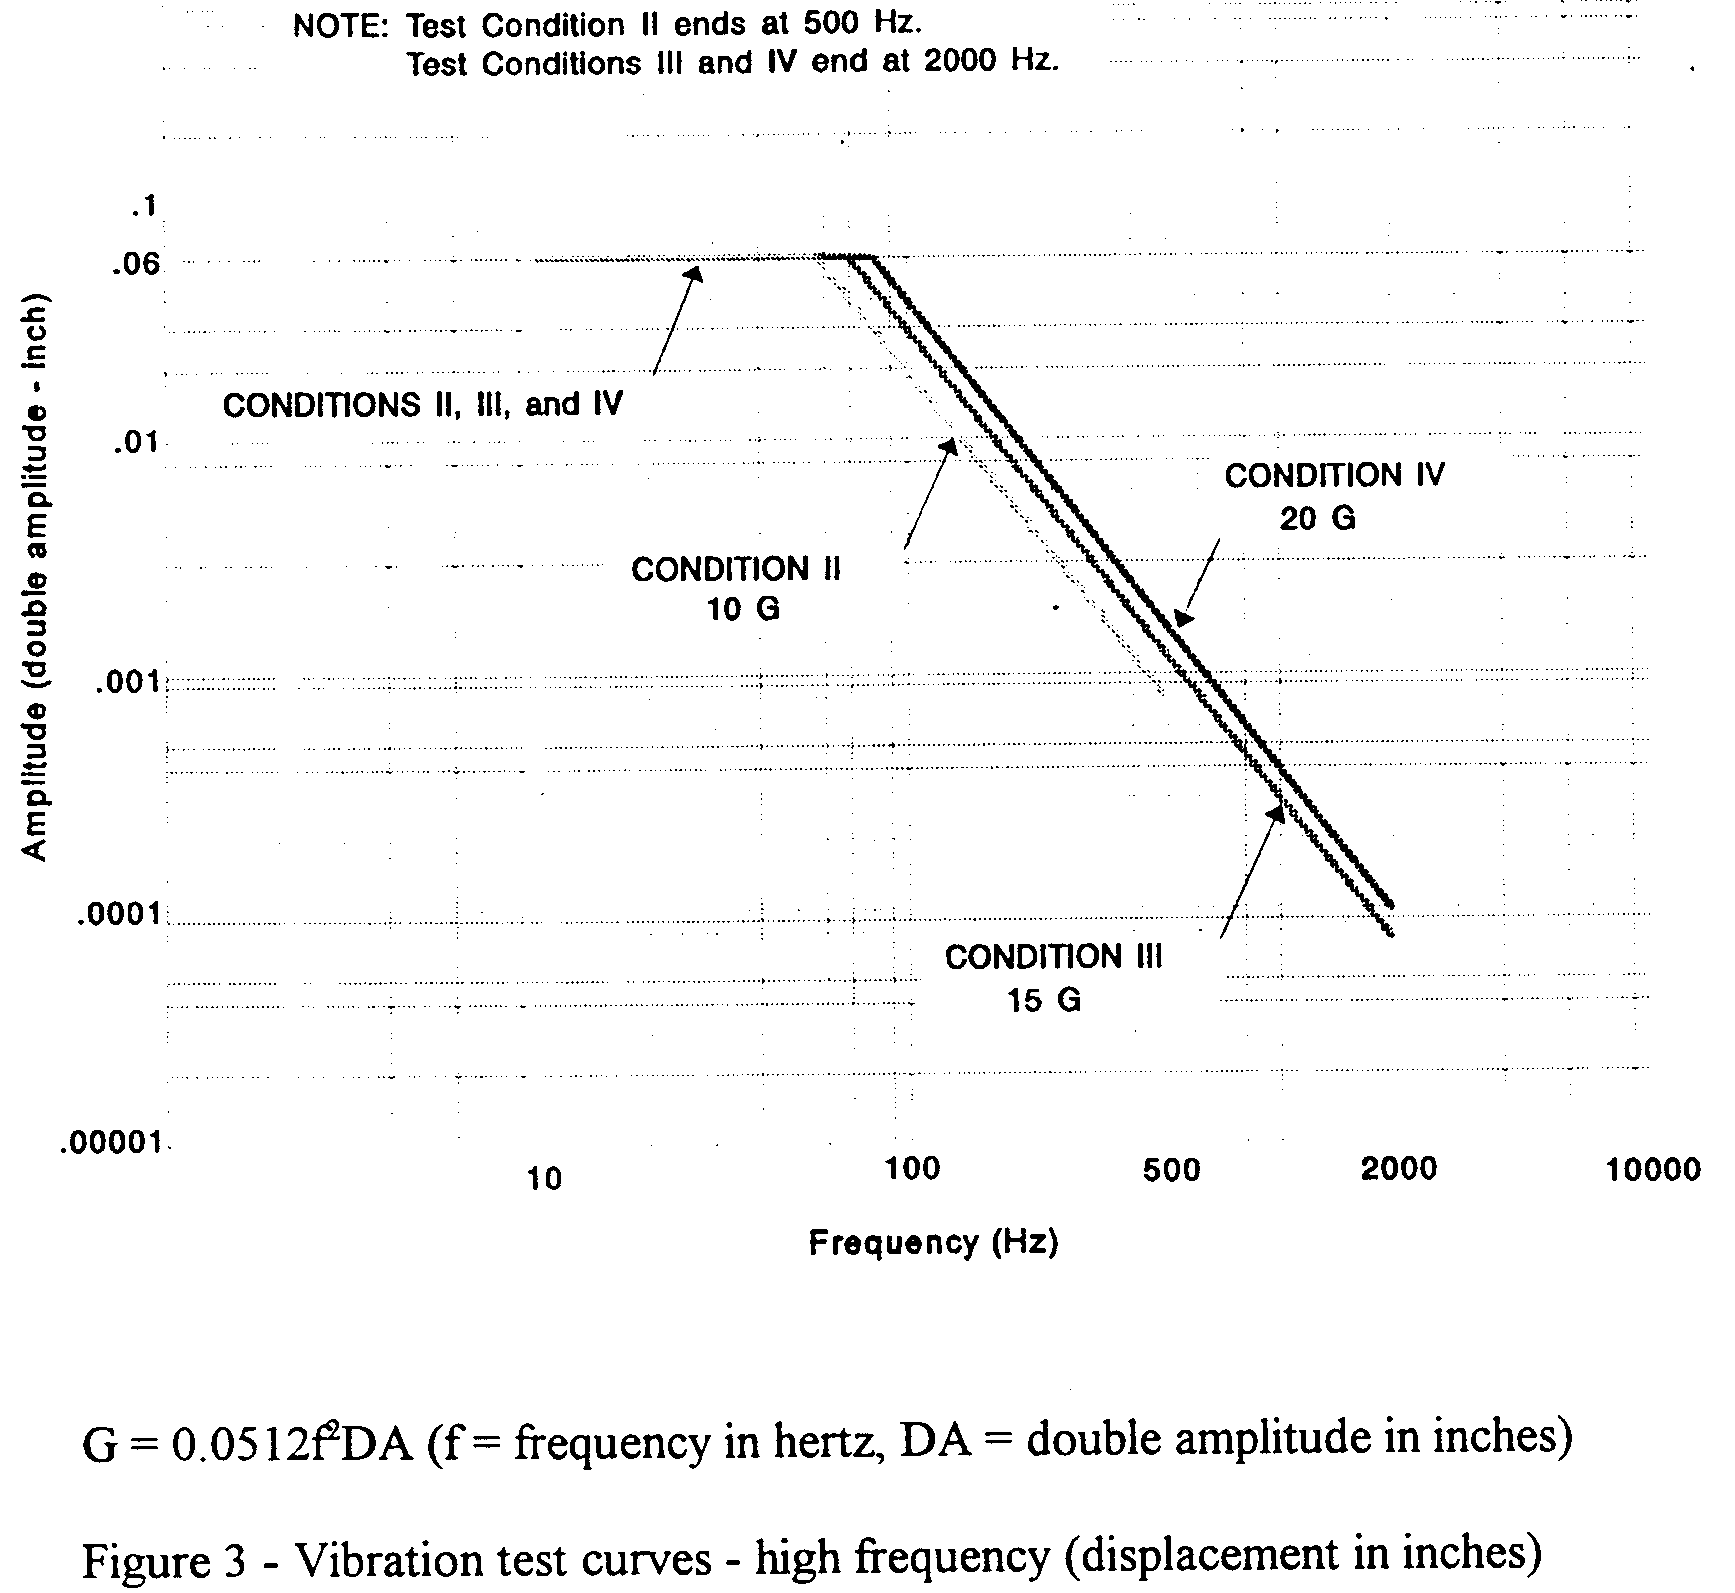 NOTE: Test Condition II ends at 500 Hz.
Test Conditions III and IV end at 2000 Hz.
.1
.06
CONDITIONS II, III, and IV
.01
CONDITION IV
20 G
CONDITION II
10 G
.001
.0001
CONDITION III
15 G
.00001
10
100
500
2000
10000
Amplitude (double amplitude - inch)
Frequency (Hz)
G = 0.0512f²DA (f = frequency in hertz, DA = double amplitude in inches)
Figure 3 - Vibration test curves - high frequency (displacement in inches)